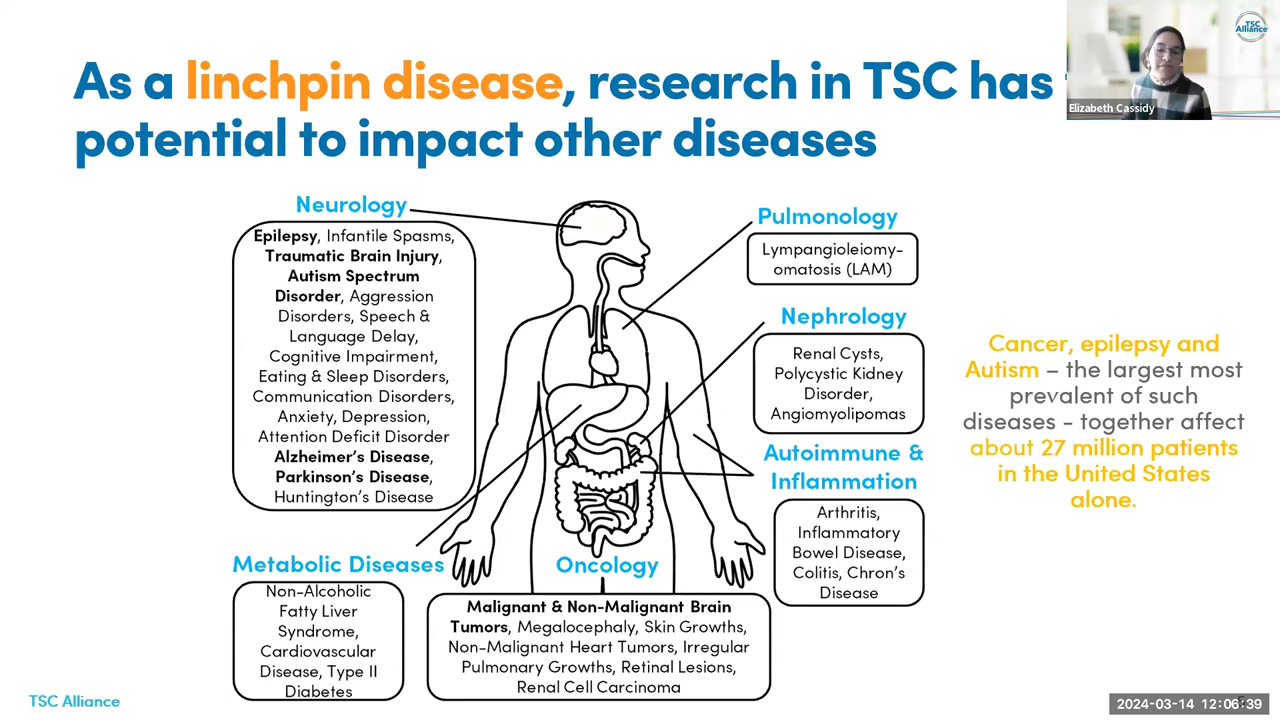 As a linchpin disease, research in TSC has
potential to impact other diseases
TSC
Alliance
Elizabeth Cassidy
Neurology
Epilepsy, Infantile Spasms,
Traumatic Brain Injury,
Autism Spectrum
Disorder, Aggression
Disorders, Speech &
Language Delay,
Cognitive Impairment,
Eating & Sleep Disorders,
Communication Disorders,
Anxiety, Depression,
Attention Deficit Disorder
Alzheimer's Disease,
Parkinson's Disease,
Huntington's Disease
Pulmonology
Lympangioleiomy-
omatosis (LAM)
Nephrology
Renal Cysts,
Polycystic Kidney
Disorder,
Angiomyolipomas
Autoimmune &
Inflammation
Arthritis,
Inflammatory
Bowel Disease,
Colitis, Chron's
Disease
Metabolic Diseases
Non-Alcoholic
Fatty Liver
Syndrome,
Cardiovascular
Disease, Type II
Diabetes
Oncology
Malignant & Non-Malignant Brain
Tumors, Megalocephaly, Skin Growths,
Non-Malignant Heart Tumors, Irregular
Pulmonary Growths, Retinal Lesions,
Renal Cell Carcinoma
Cancer, epilepsy and
Autism – the largest most
prevalent of such
diseases - together affect
about 27 million patients
in the United States
alone.
TSC Alliance
2024-03-14 12:06:39